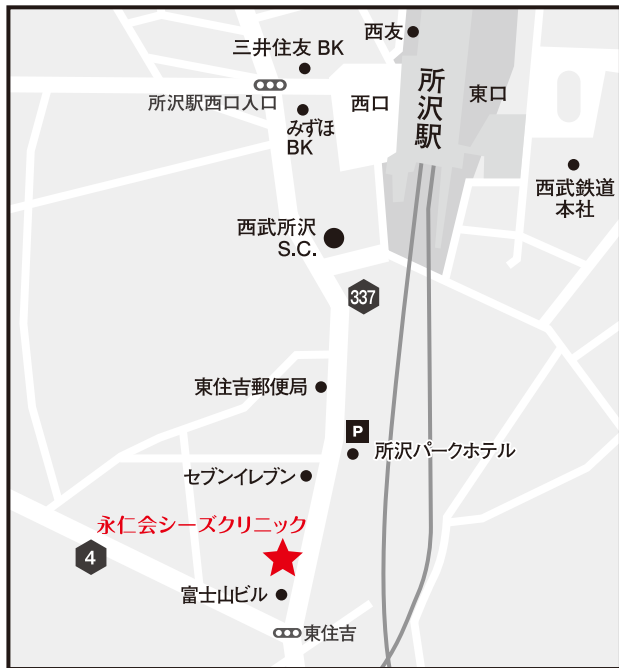 西友
三井住友 BK
所沢駅西口入口
みずほ
BK
西口
所沢駅
東口
西武鉄道
本社
西武所沢
S.C.
337
東住吉郵便局
P
所沢パークホテル
セブンイレブン
永仁会シーズクリニック
4
富士山ビル
東住吉